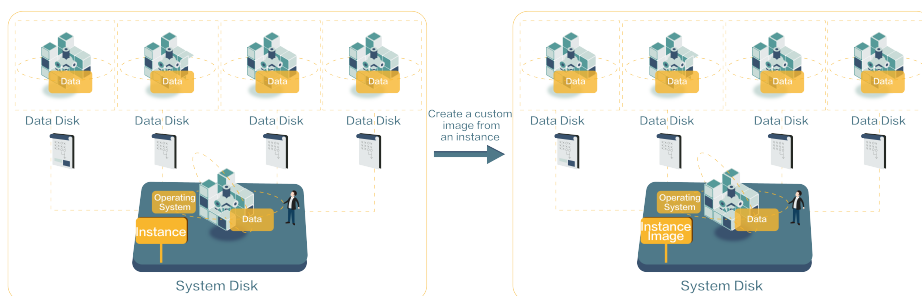 Data
Data
Data
Data
Data Disk
Data Disk
Data Disk
Data Disk
Operating
System
Data
Instance
System Disk
Create a custom
image from
an instance
Data
Data
Data
Data
Data Disk
Data Disk
Data Disk
Data Disk
Operating
System
Data
Instance
Image
System Disk